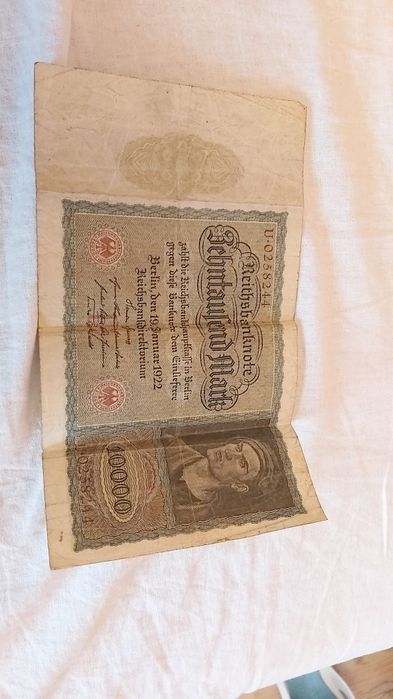 U·0258244
Reichsbanknote
Zehntausend Mark
zahlt die Reichsbankhauptkasse in Berlin
gegen diese Banknote dem Einlieferer
Berlin, den 19. Januar 1922
Reichsbankdirektorium
10000
0258244